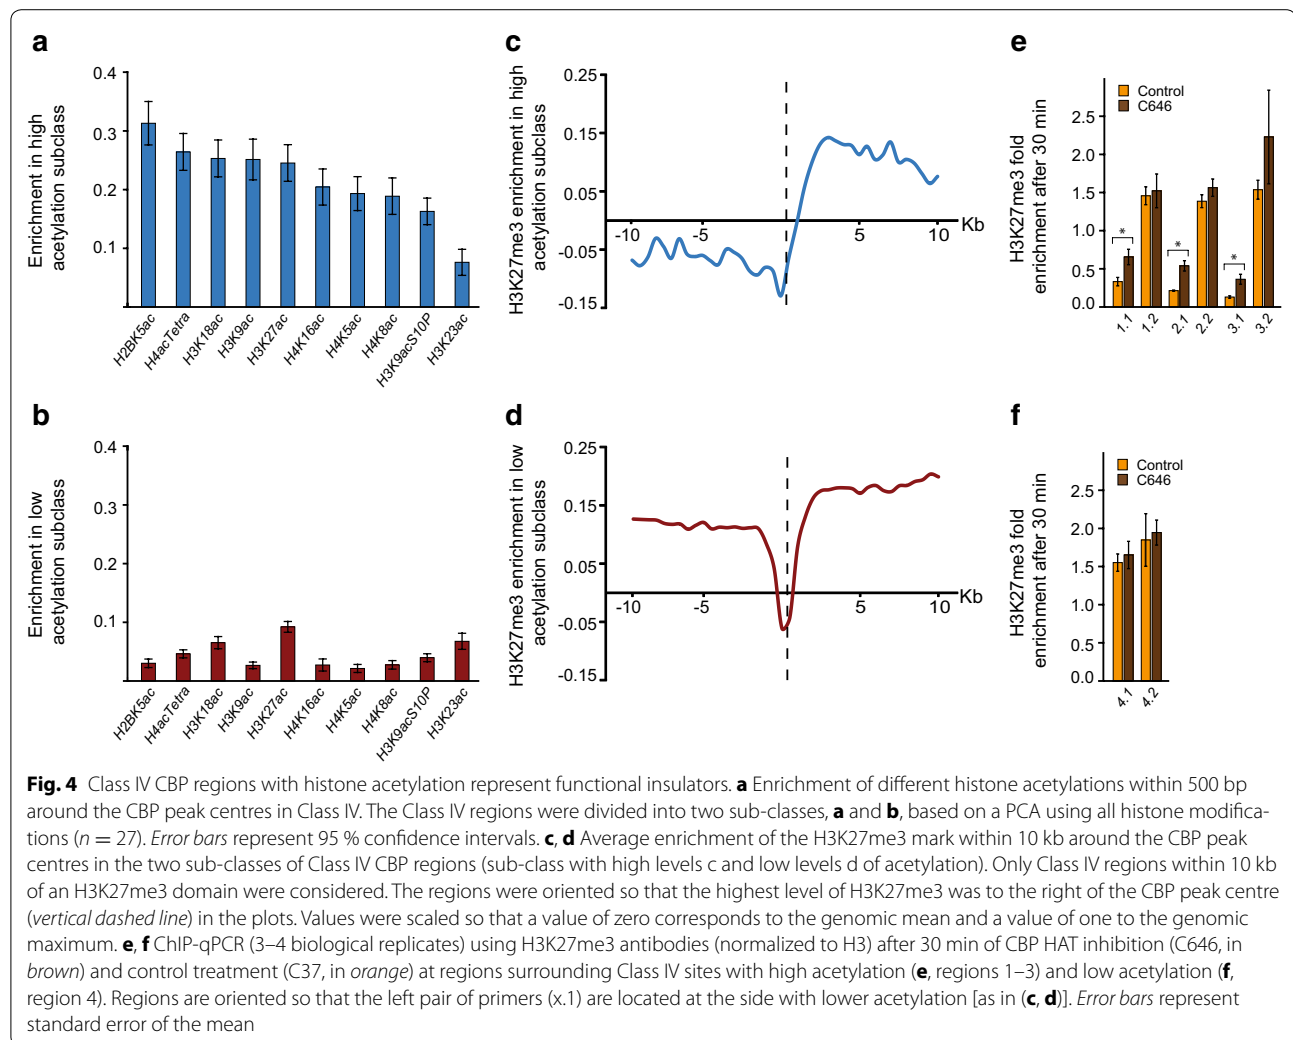 a
Enrichment in high
acetylation subclass
0.4
0.3
0.2
0.1
H2BK5ac
H4acTetra
H3K18ac
H3K9ac
H3K27ac
H4K16ac
H4K5ac
H4K8ac
H3K9acS10P
H3K23ac
c
H3K27me3 enrichment in high
acetylation subclass
0.25
0.15
0.05
-0.05
-0.15
-10
-5
5
10
Kb
e
H3K27me3 fold
enrichment after 30 min
Control
C646
2.5
2.0
1.5
1.0
0.5
0.0
*
*
*
1.1
1.2
2.1
2.2
3.1
3.2
b
Enrichment in low
acetylation subclass
0.4
0.3
0.2
0.1
H2BK5ac
H4acTetra
H3K18ac
H3K9ac
H3K27ac
H4K16ac
H4K5ac
H4K8ac
H3K9acS10P
H3K23ac
d
H3K27me3 enrichment in low
acetylation subclass
0.25
0.15
0.05
-0.05
-0.15
-10
-5
5
10
Kb
f
H3K27me3 fold
enrichment after 30 min
Control
C646
2.5
2.0
1.5
1.0
0.5
0.0
4.1
4.2
Fig. 4 Class IV CBP regions with histone acetylation represent functional insulators. a Enrichment of different histone acetylations within 500 bp
around the CBP peak centres in Class IV. The Class IV regions were divided into two sub-classes, a and b, based on a PCA using all histone modifica-
tions (n = 27). Error bars represent 95 % confidence intervals. c, d Average enrichment of the H3K27me3 mark within 10 kb around the CBP peak
centres in the two sub-classes of Class IV CBP regions (sub-class with high levels c and low levels d of acetylation). Only Class IV regions within 10 kb
of an H3K27me3 domain were considered. The regions were oriented so that the highest level of H3K27me3 was to the right of the CBP peak centre
(vertical dashed line) in the plots. Values were scaled so that a value of zero corresponds to the genomic mean and a value of one to the genomic
maximum. e, f ChIP-qPCR (3–4 biological replicates) using H3K27me3 antibodies (normalized to H3) after 30 min of CBP HAT inhibition (C646, in
brown) and control treatment (C37, in orange) at regions surrounding Class IV sites with high acetylation (e, regions 1–3) and low acetylation (f,
region 4). Regions are oriented so that the left pair of primers (x.1) are located at the side with lower acetylation [as in (c, d)]. Error bars represent
standard error of the mean